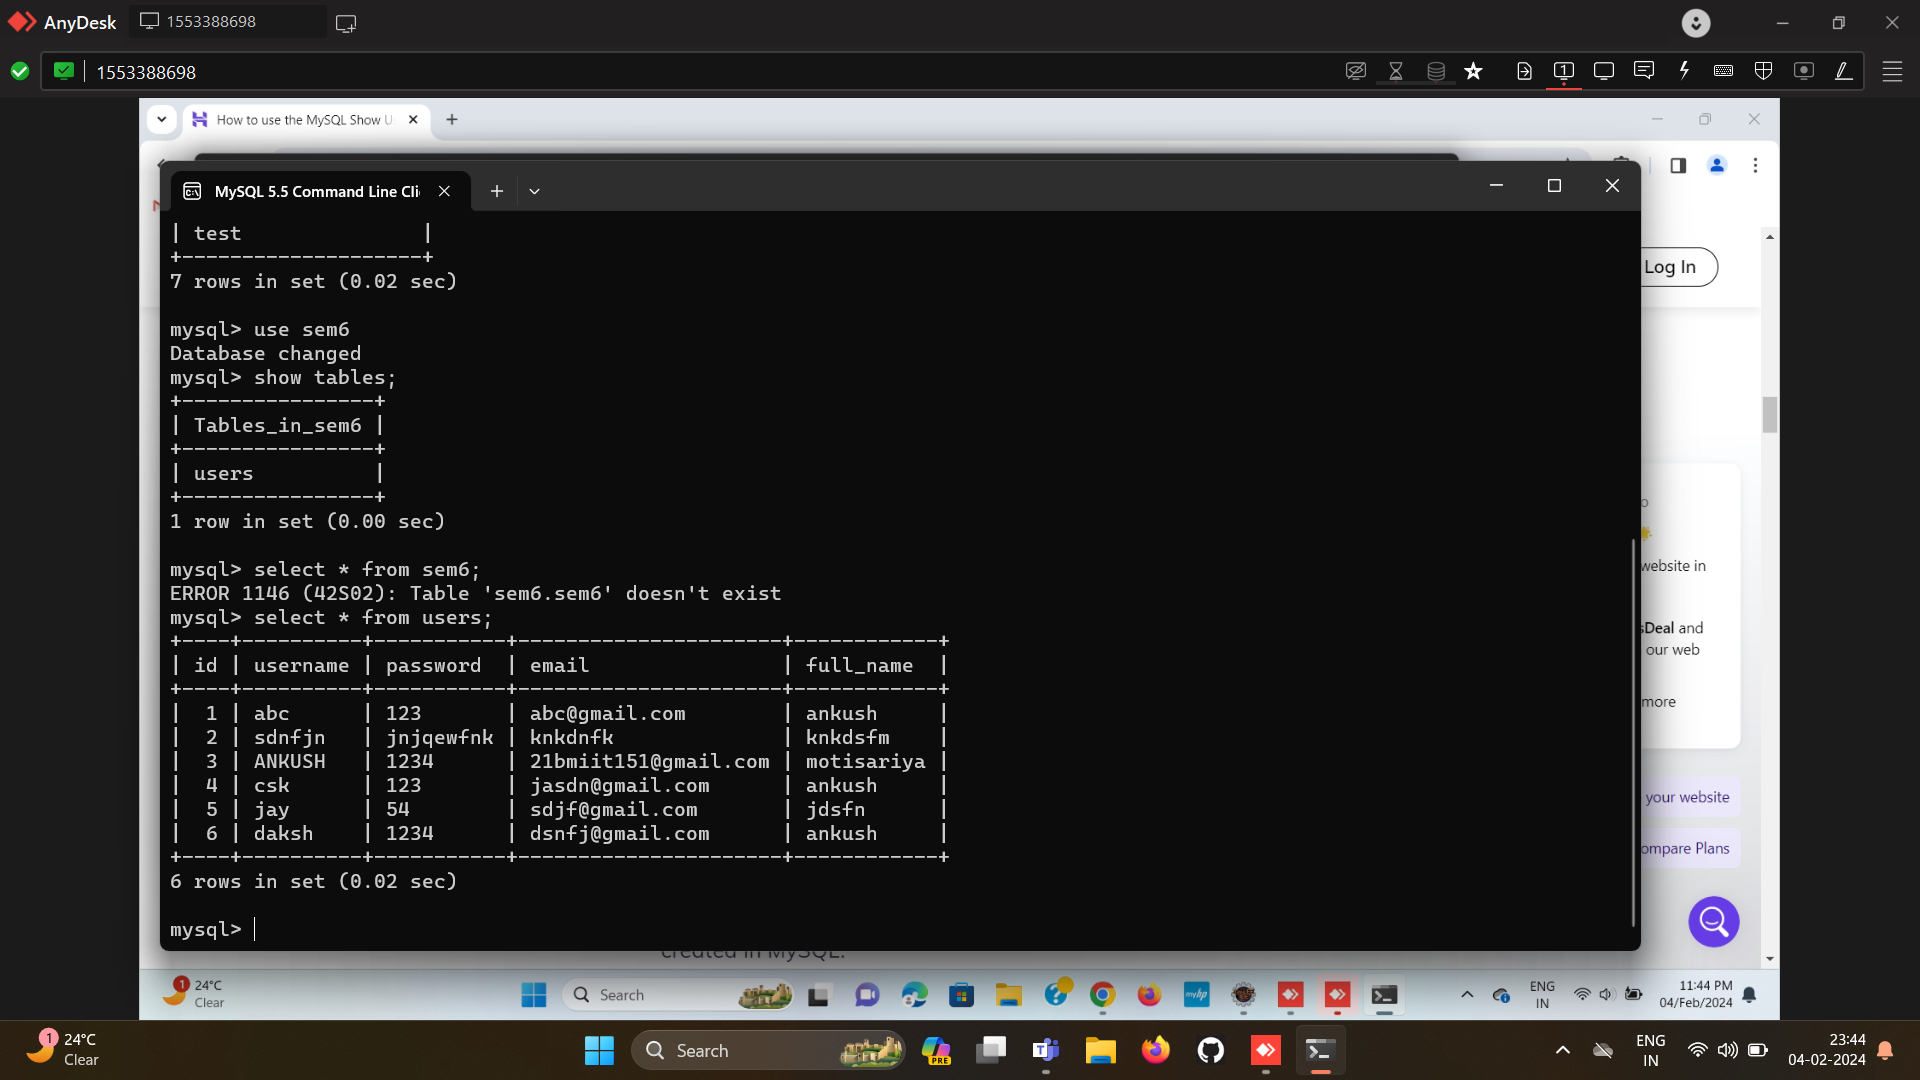 AnyDesk
1553388698
1553388698
How to use the MySQL Show U
MySQL 5.5 Command Line Cli
| test               |
+--------------------+
7 rows in set (0.02 sec)
mysql> use sem6
Database changed
mysql> show tables;
+----------------+
| Tables_in_sem6 |
+----------------+
| users          |
+----------------+
1 row in set (0.00 sec)
mysql> select * from sem6;
ERROR 1146 (42S02): Table 'sem6.sem6' doesn't exist
mysql> select * from users;
+----+----------+-----------+----------------------+------------+
| id | username | password  | email                | full_name  |
+----+----------+-----------+----------------------+------------+
|  1 | abc      | 123       | abc@gmail.com        | ankush     |
|  2 | sdnfjn   | jnjqewfnk | knkdnfk              | knkdsfm    |
|  3 | ANKUSH   | 1234      | 21bmiit151@gmail.com | motisariya |
|  4 | csk      | 123       | jasdn@gmail.com      | ankush     |
|  5 | jay      | 54        | sdjf@gmail.com       | jdsfn      |
|  6 | daksh    | 1234      | dsnfj@gmail.com      | ankush     |
+----+----------+-----------+----------------------+------------+
6 rows in set (0.02 sec)
mysql>
Log In
website in
sDeal and
our web
more
your website
ompare Plans
created in MySQL.
1
24°C
Clear
Search
myhp
ENG
IN
11:44 PM
04/Feb/2024
1
24°C
Clear
Search
PRE
ENG
IN
23:44
04-02-2024